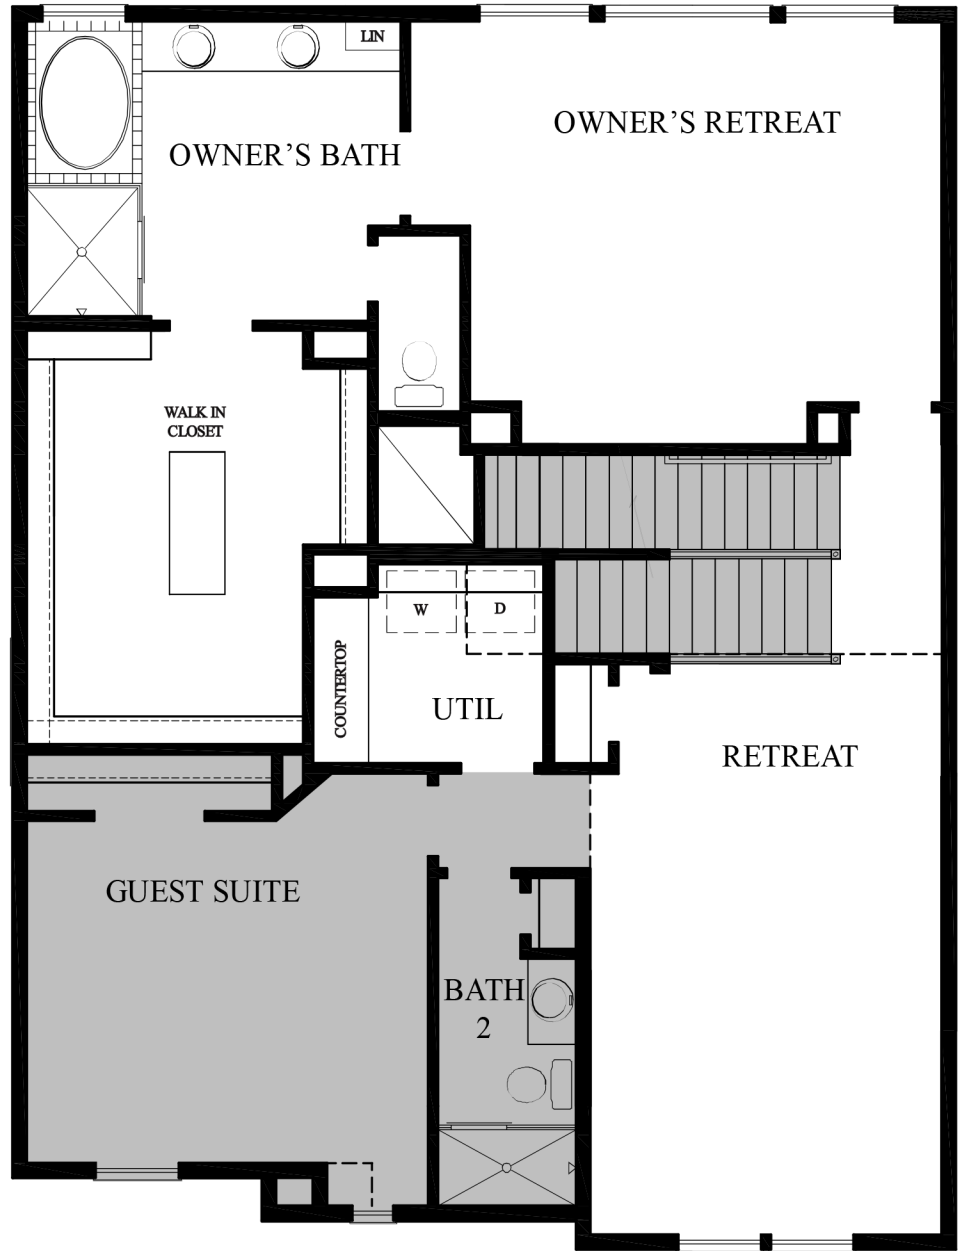 LIN
OWNER'S RETREAT
OWNER'S BATH
WALK IN
CLOSET
W
D
COUNTERTOP
UTIL
RETREAT
GUEST SUITE
BATH
2